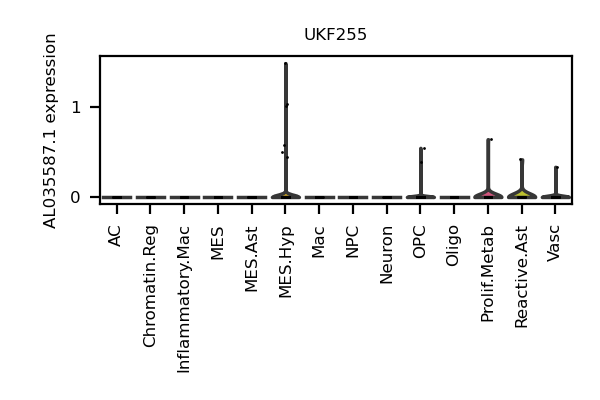 UKF255
AL035587.1 expression
1
0
AC
Chromatin.Reg
Inflammatory.Mac
MES
MES.Ast
MES.Hyp
Mac
NPC
Neuron
OPC
Oligo
Prolif.Metab
Reactive.Ast
Vasc